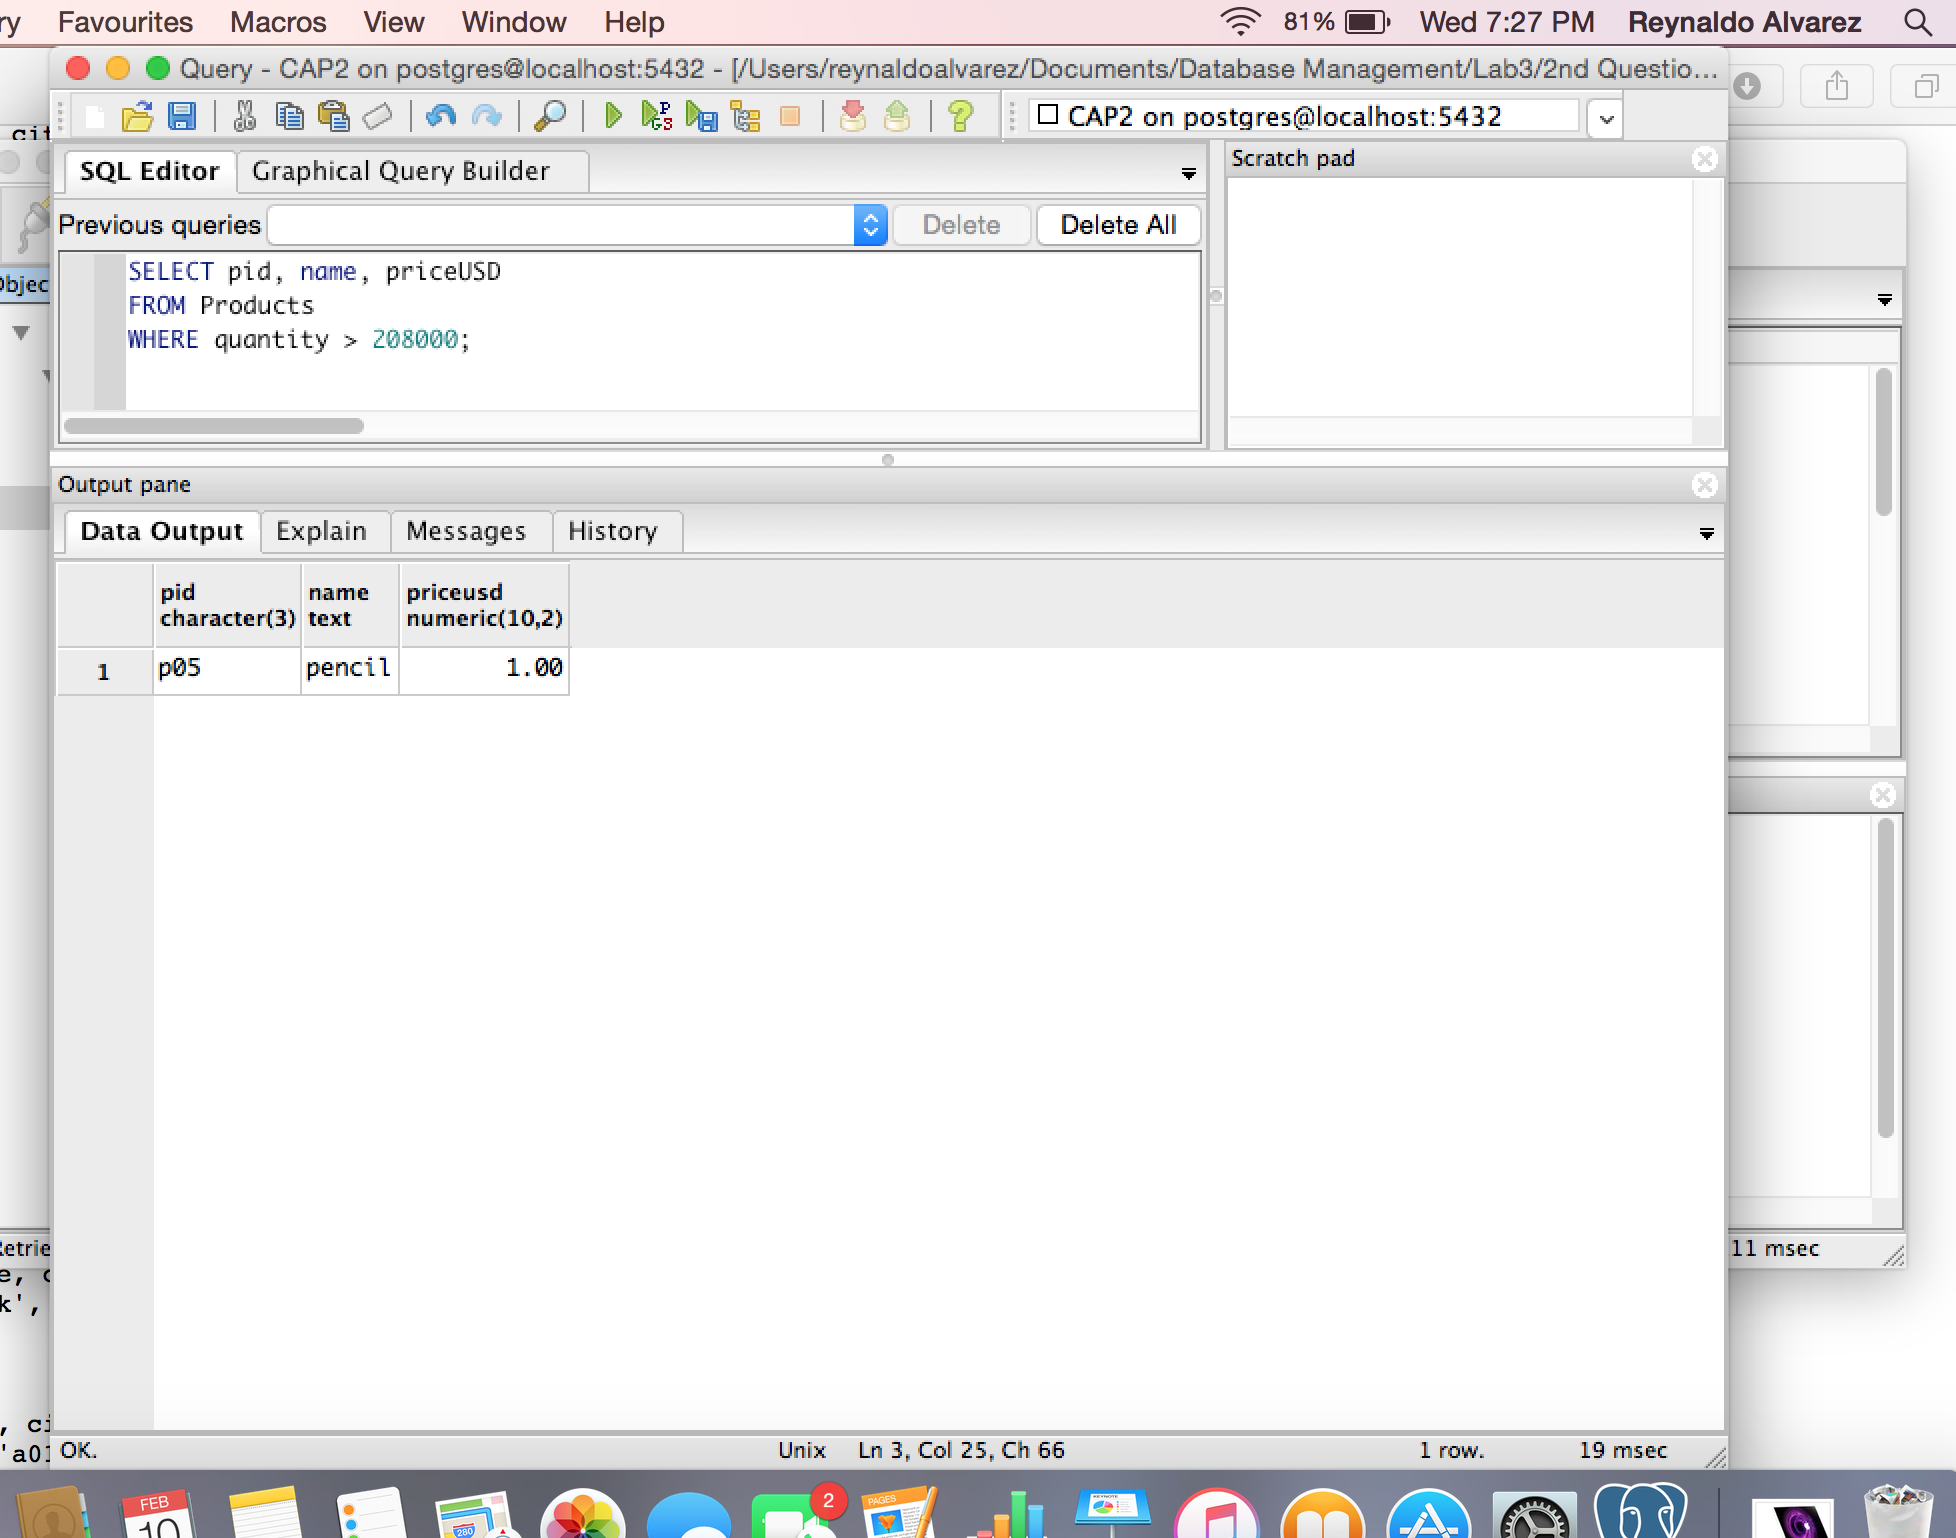 ry Favourites Macros View Window Help 81% Wed 7:27 PM Reynaldo Alvarez
Query - CAP2 on postgres@localhost:5432 - [/Users/reynaldoalvarez/Documents/Database Management/Lab3/2nd Questio...
cit
CAP2 on postgres@localhost:5432
SQL Editor Graphical Query Builder
Scratch pad
Previous queries Delete Delete All
Objec
SELECT pid, name, priceUSD
FROM Products
WHERE quantity > 208000;
Output pane
Data Output Explain Messages History
pid name priceusd
character(3) text numeric(10,2)
1 p05 pencil 1.00
Retrie
11 msec
e, c
k',
, ci
'a01
OK. Unix Ln 3, Col 25, Ch 66 1 row. 19 msec
FEB
10
280
2
PAGES
KEYNOTE